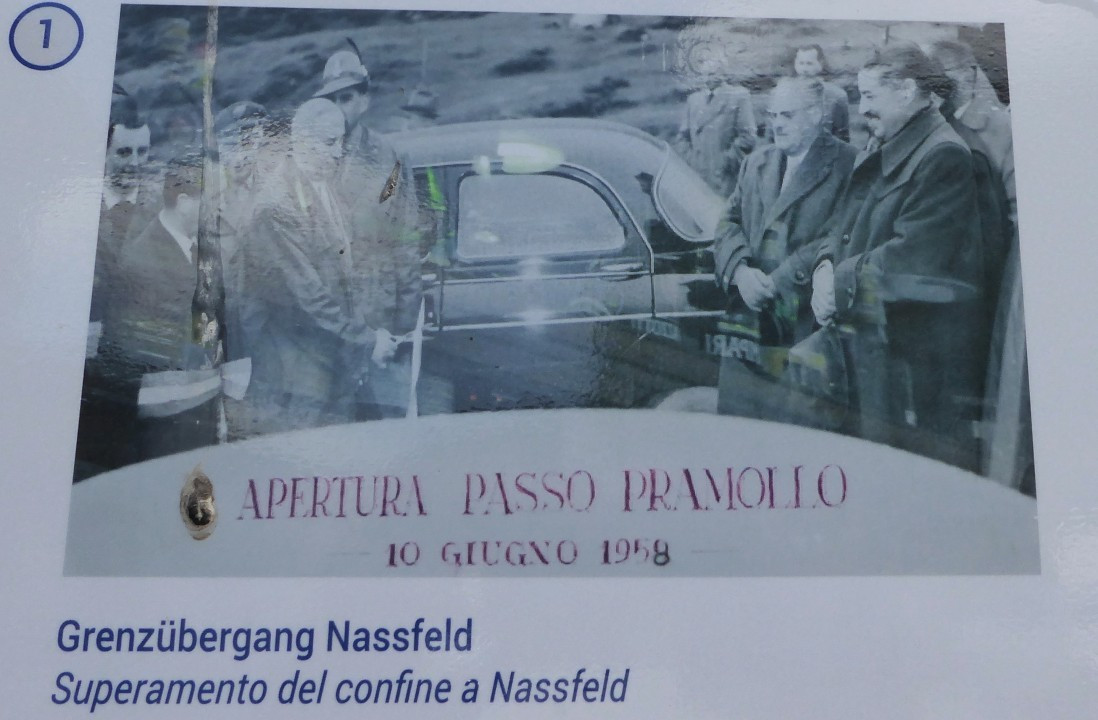 1
APERTURA PASSO PRAMOLLO
10 GIUGNO 1958
Grenzübergang Nassfeld
Superamento del confine a Nassfeld